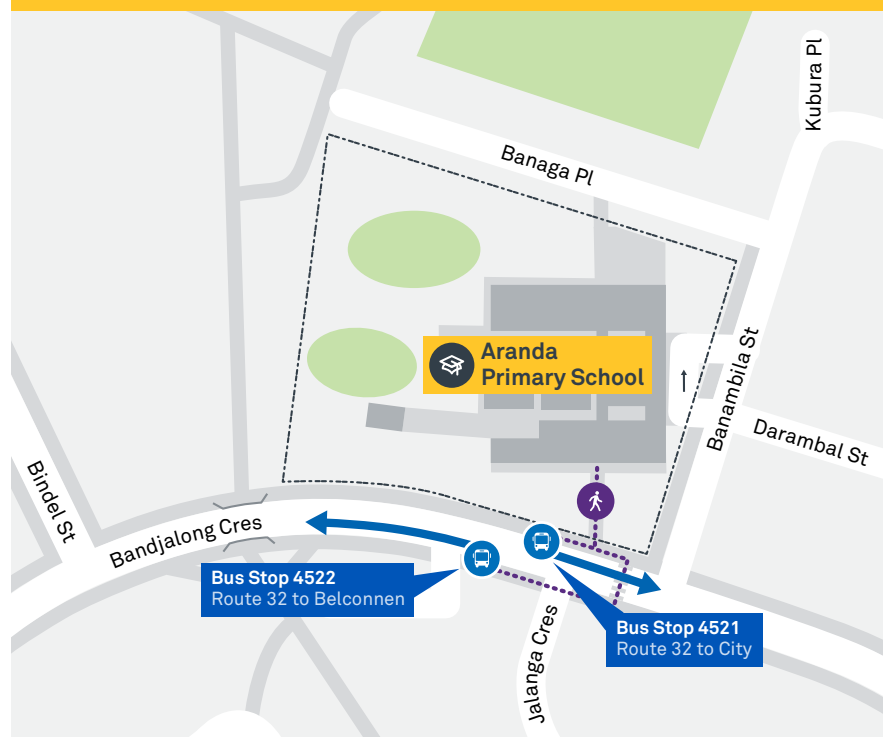 Kubura Pl
Banaga Pl
Aranda
Primary School
Banambila St
Darambal St
Bindel St
Bandjalong Cres
Bus Stop 4522
Route 32 to Belconnen
Bus Stop 4521
Route 32 to City
Jalanga Cres